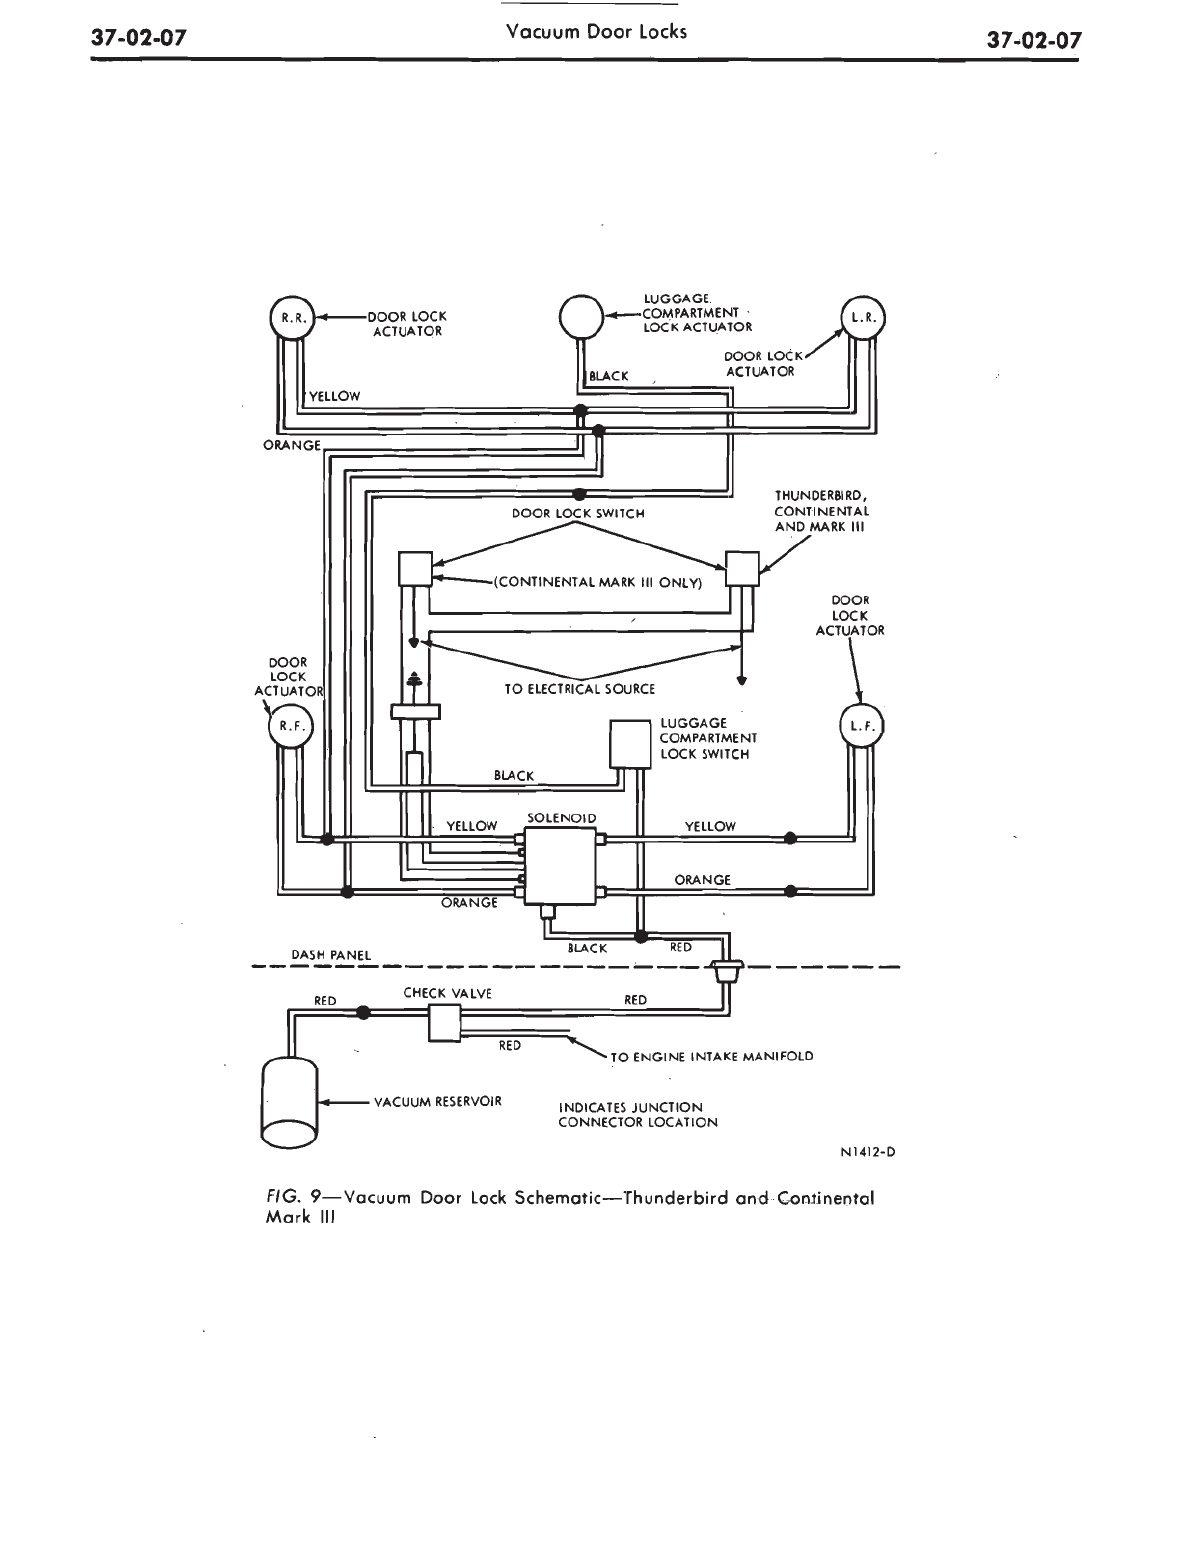 37-02-07
Vacuum Door Locks
37-02-07
R.R.
DOOR LOCK
ACTUATOR
LUGGAGE
COMPARTMENT
LOCK ACTUATOR
L.R.
DOOR LOCK
ACTUATOR
BLACK
YELLOW
ORANGE
DOOR LOCK SWITCH
THUNDERBIRD,
CONTINENTAL
AND MARK III
(CONTINENTAL MARK III ONLY)
DOOR
LOCK
ACTUATOR
DOOR
LOCK
ACTUATOR
TO ELECTRICAL SOURCE
R.F.
LUGGAGE
COMPARTMENT
LOCK SWITCH
L.F.
BLACK
SOLENOID
YELLOW
YELLOW
ORANGE
ORANGE
BLACK
RED
DASH PANEL
RED
CHECK VALVE
RED
RED
TO ENGINE INTAKE MANIFOLD
VACUUM RESERVOIR
INDICATES JUNCTION
CONNECTOR LOCATION
N1412-D
FIG. 9—Vacuum Door Lock Schematic—Thunderbird and Continental
Mark III